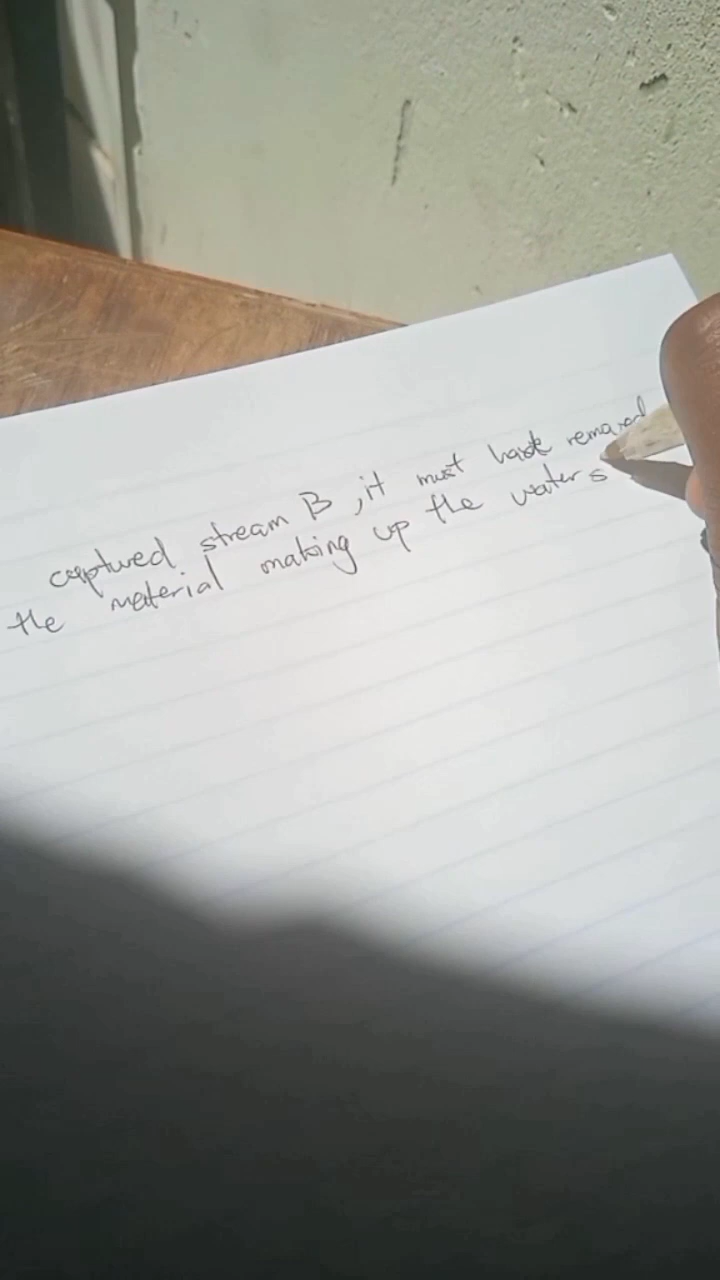 captured stream B, it must have removed
the material making up the waters